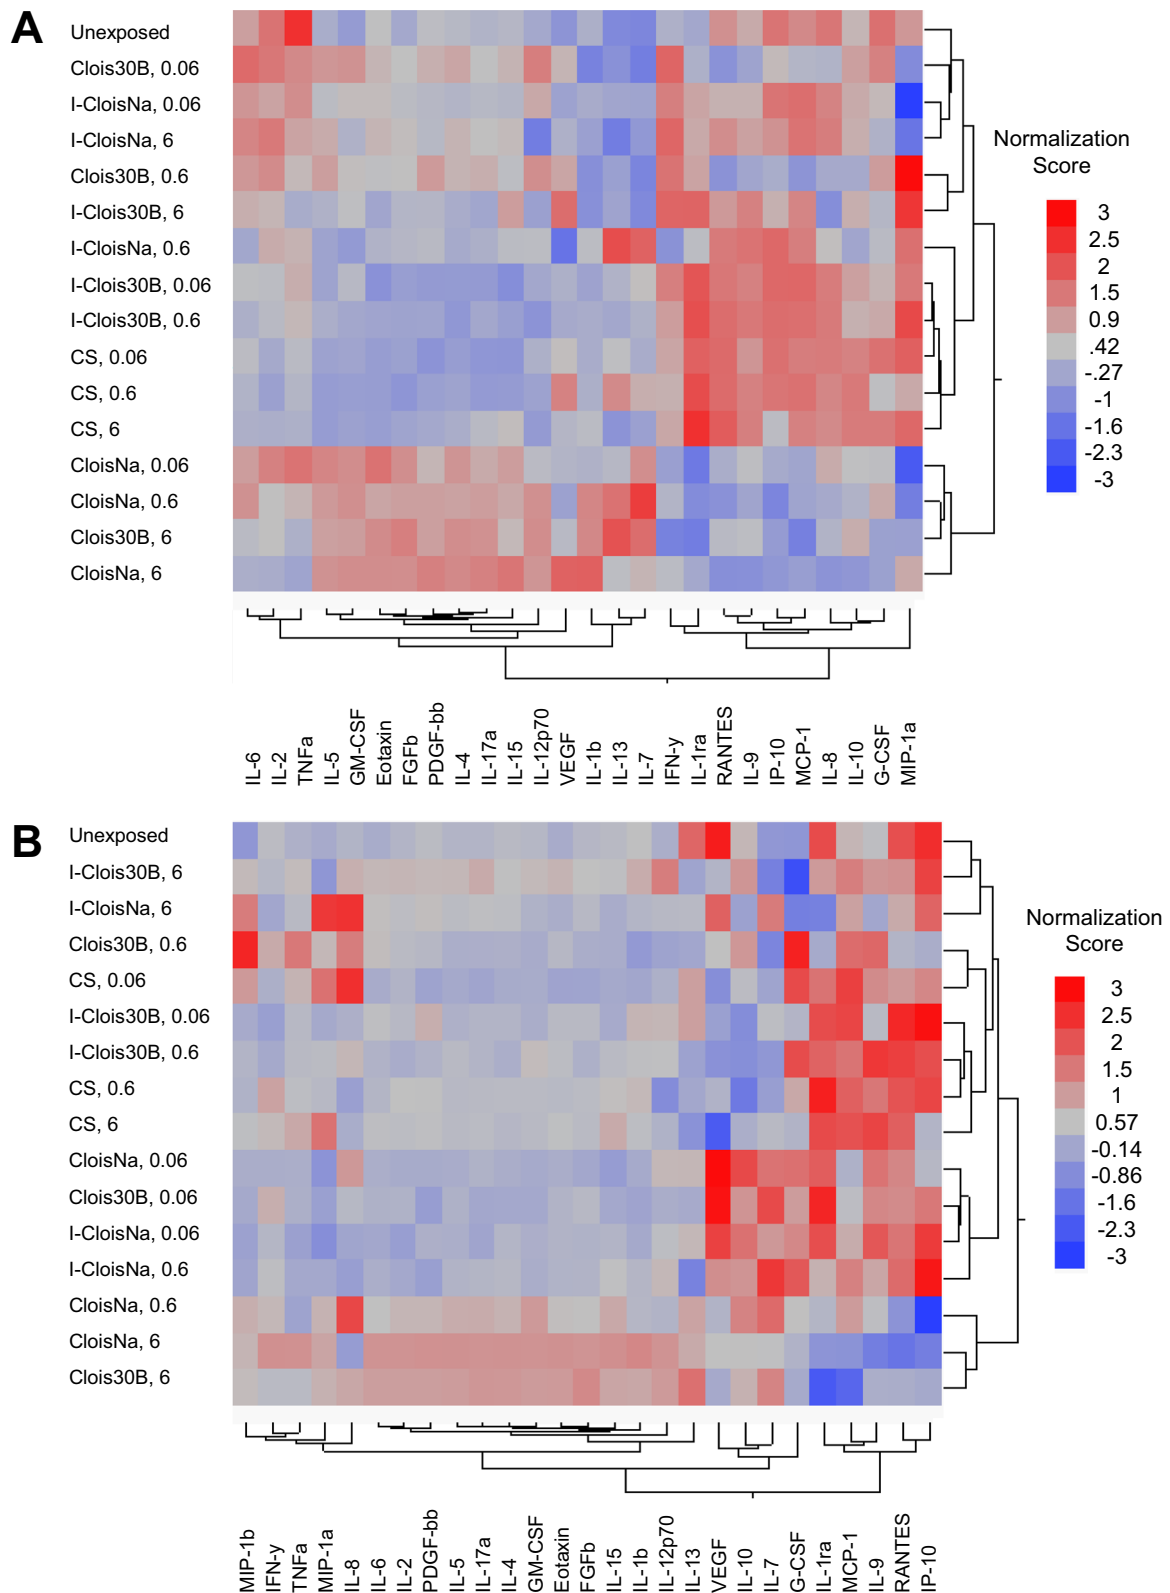 A
Unexposed
Clois30B, 0.06
I-CloisNa, 0.06
I-CloisNa, 6
Clois30B, 0.6
I-Clois30B, 6
I-CloisNa, 0.6
I-Clois30B, 0.06
I-Clois30B, 0.6
CS, 0.06
CS, 0.6
CS, 6
CloisNa, 0.06
CloisNa, 0.6
Clois30B, 6
CloisNa, 6
Normalization
Score
3
2.5
2
1.5
0.9
.42
-.27
-1
-1.6
-2.3
-3
IL-6
IL-2
TNFa
IL-5
GM-CSF
Eotaxin
FGFb
PDGF-bb
IL-4
IL-17a
IL-15
IL-12p70
VEGF
IL-1b
IL-13
IL-7
IFN-y
IL-1ra
RANTES
IL-9
IP-10
MCP-1
IL-8
IL-10
G-CSF
MIP-1a
B
Unexposed
I-Clois30B, 6
I-CloisNa, 6
Clois30B, 0.6
CS, 0.06
I-Clois30B, 0.06
I-Clois30B, 0.6
CS, 0.6
CS, 6
CloisNa, 0.06
Clois30B, 0.06
I-CloisNa, 0.06
I-CloisNa, 0.6
CloisNa, 0.6
CloisNa, 6
Clois30B, 6
Normalization
Score
3
2.5
2
1.5
1
0.57
-0.14
-0.86
-1.6
-2.3
-3
MIP-1b
IFN-y
TNFa
MIP-1a
IL-8
IL-6
IL-2
PDGF-bb
IL-5
IL-17a
IL-4
GM-CSF
Eotaxin
FGFb
IL-15
IL-1b
IL-12p70
IL-13
VEGF
IL-10
IL-7
G-CSF
IL-1ra
MCP-1
IL-9
RANTES
IP-10